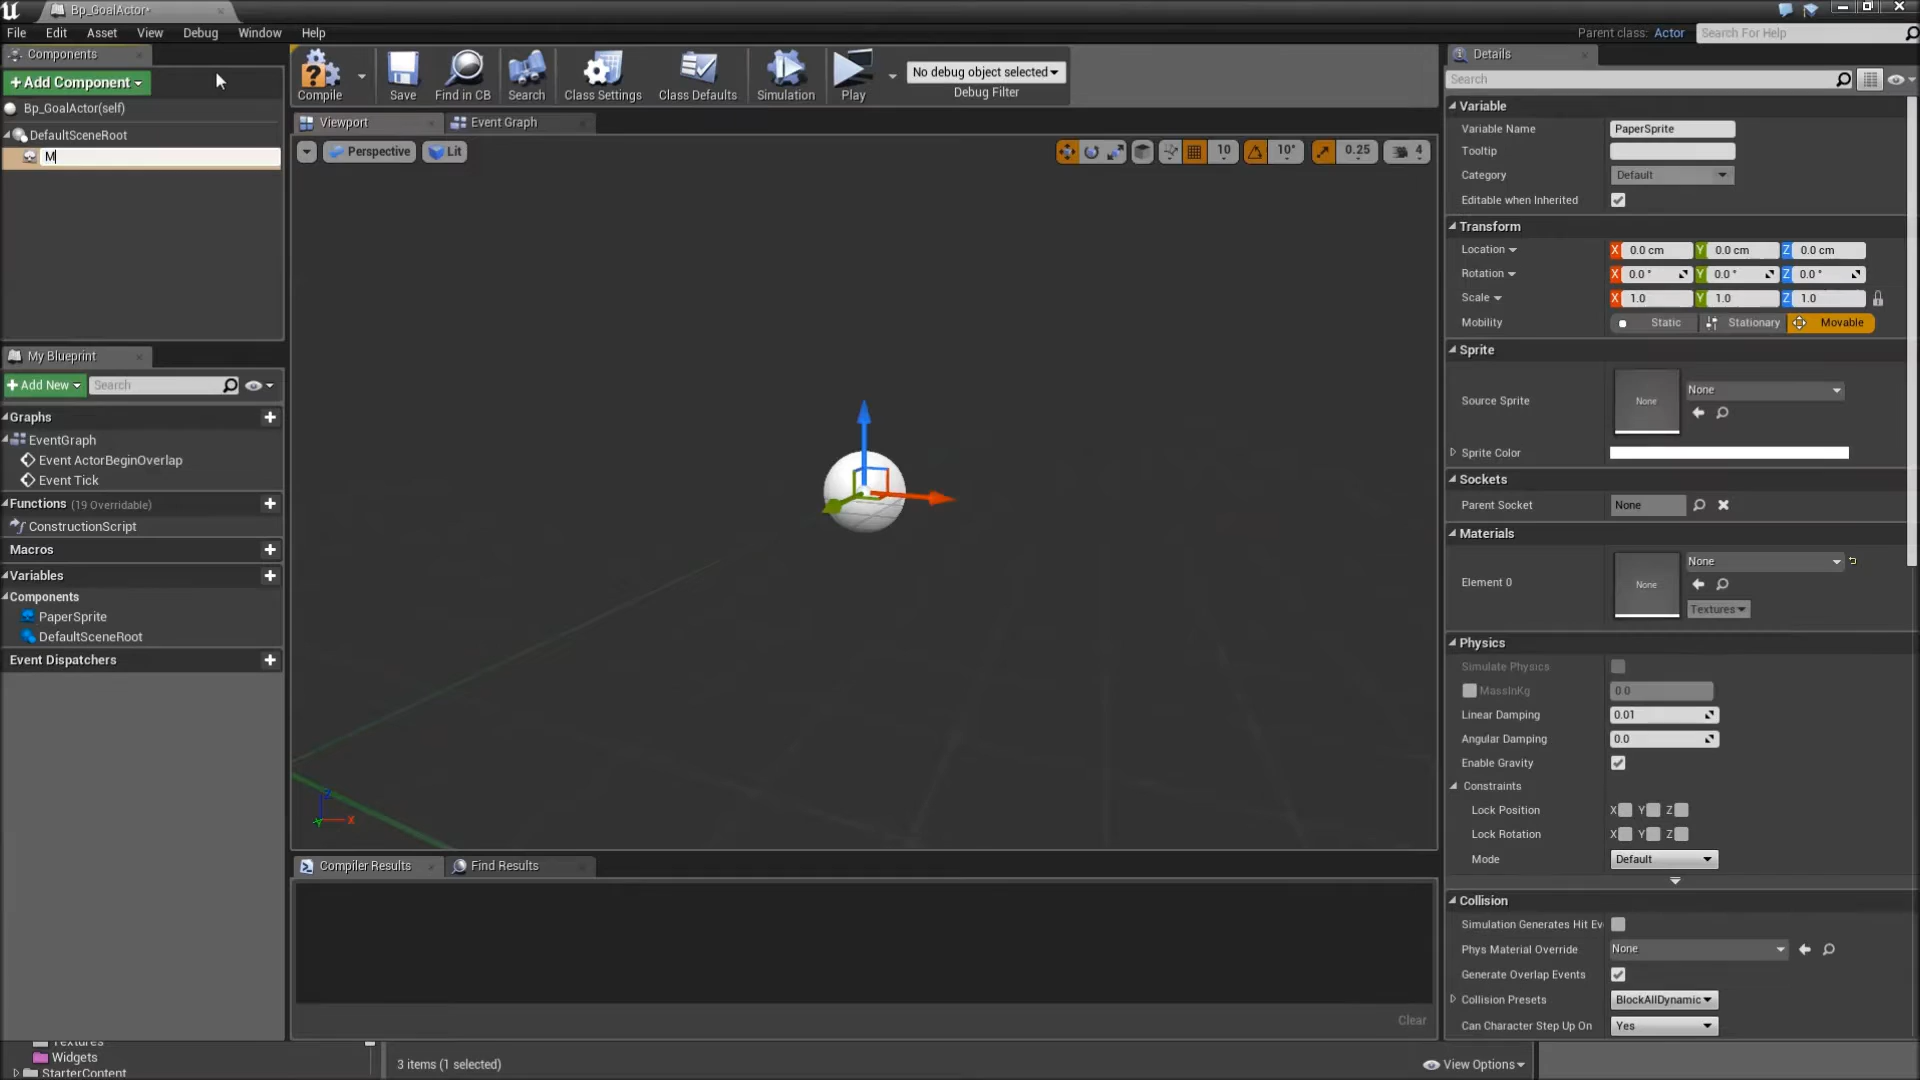 Bp_GoalActor*
File Edit Asset View Debug Window Help
Parent class: Actor Search For Help
Components
+Add Component
Bp_GoalActor(self)
DefaultSceneRoot
M
My Blueprint
+Add New Search
Graphs
EventGraph
Event ActorBeginOverlap
Event Tick
Functions (19 Overridable)
ConstructionScript
Macros
Variables
Components
PaperSprite
DefaultSceneRoot
Event Dispatchers
Textures
Widgets
StarterContent
Compile Save Find in CB Search Class Settings Class Defaults Simulation Play
No debug object selected
Debug Filter
Viewport Event Graph
Perspective Lit 10 10° 0.25 4
Z
X
Compiler Results Find Results
Clear
3 items (1 selected) View Options
Details
Search
Variable
Variable Name PaperSprite
Tooltip
Category Default
Editable when Inherited
Transform
Location X 0.0 cm Y 0.0 cm Z 0.0 cm
Rotation X 0.0 ° Y 0.0 ° Z 0.0 °
Scale X 1.0 Y 1.0 Z 1.0
Mobility Static Stationary Movable
Sprite
Source Sprite None None
Sprite Color
Sockets
Parent Socket None
Materials
Element 0 None None
Textures
Physics
Simulate Physics
MassInKg 0.0
Linear Damping 0.01
Angular Damping 0.0
Enable Gravity
Constraints
Lock Position X Y Z
Lock Rotation X Y Z
Mode Default
Collision
Simulation Generates Hit Ev
Phys Material Override None
Generate Overlap Events
Collision Presets BlockAllDynamic
Can Character Step Up On Yes